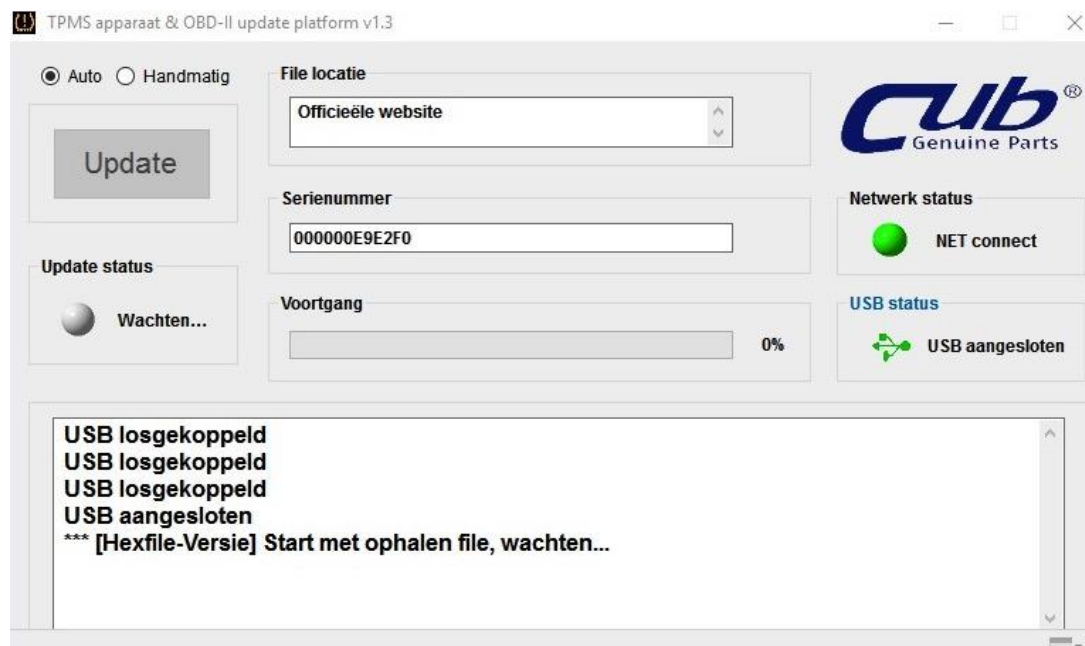 TPMS apparaat & OBD-II update platform v1.3
Auto Handmatig
File locatie
Officieële website
Update
Cub®
Genuine Parts
Serienummer
000000E9E2F0
Netwerk status
NET connect
Update status
Wachten...
Voortgang
0%
USB status
USB aangesloten
USB losgekoppeld
USB losgekoppeld
USB losgekoppeld
USB aangesloten
*** [Hexfile-Versie] Start met ophalen file, wachten...